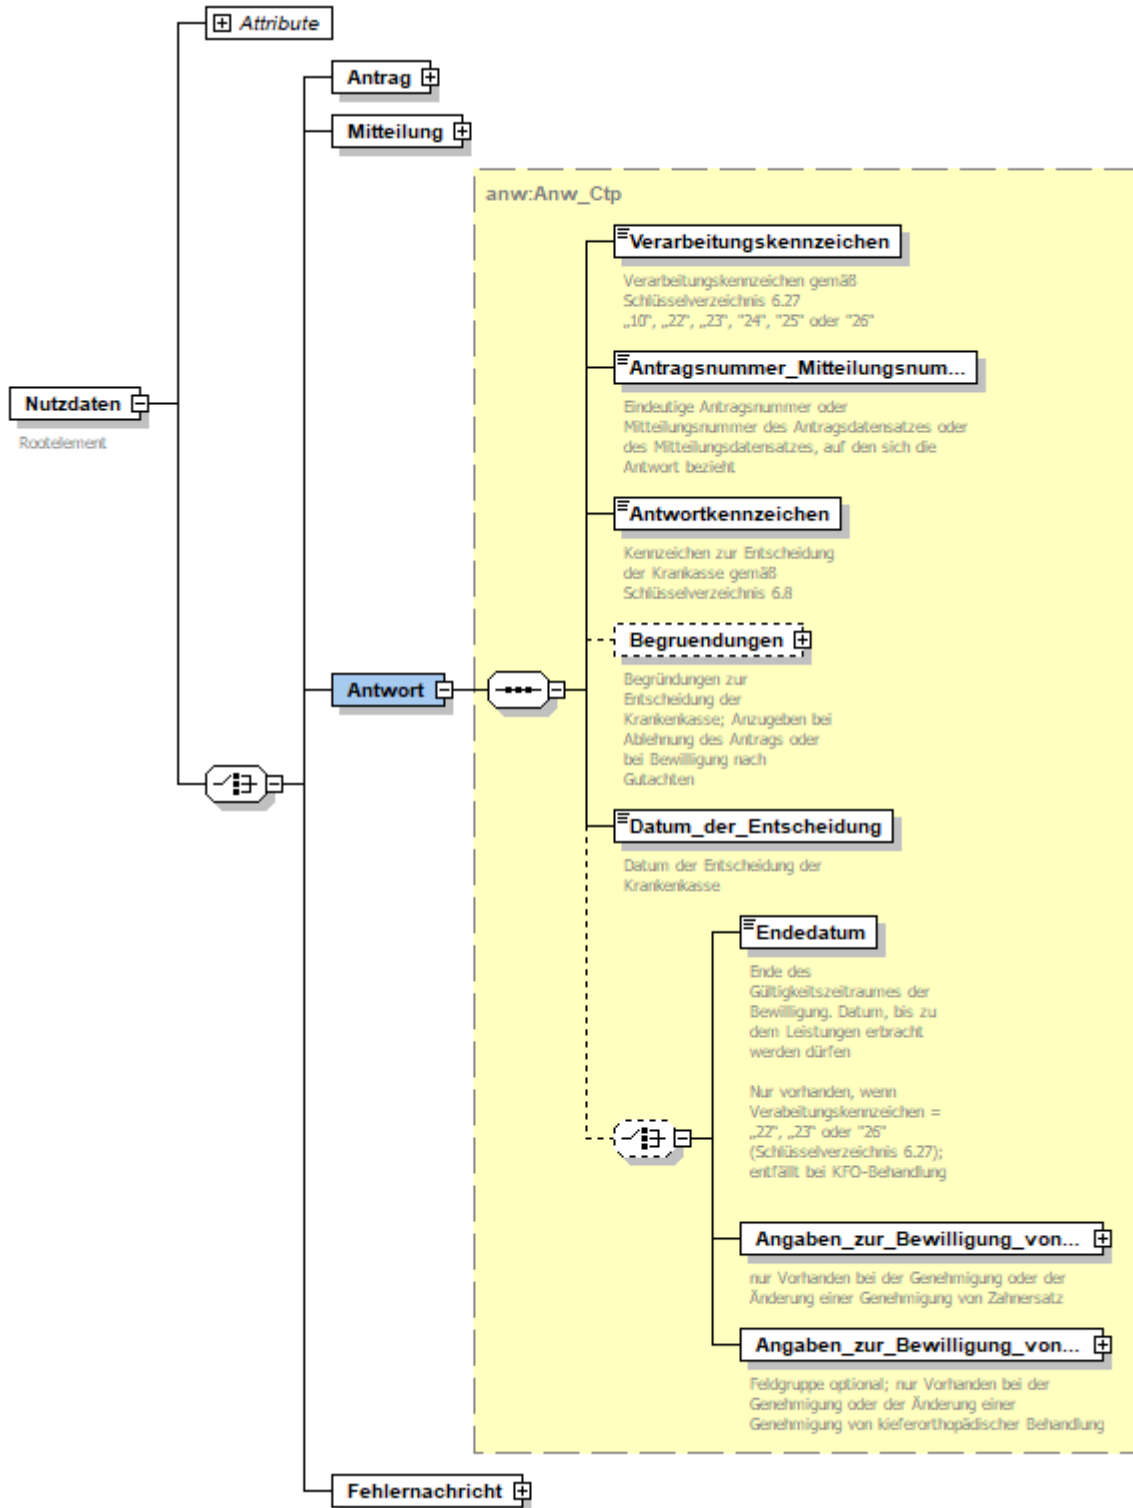 Attribute
Antrag
Mitteilung
anw:Anw_Ctp
Verarbeitungskennzeichen
Verarbeitungskennzeichen gemäß
Schlüsselverzeichnis 6.27
„10", „22", „23", "24", "25" oder "26"
Antragsnummer_Mitteilungsnum...
Eindeutige Antragsnummer oder
Mitteilungsnummer des Antragsdatensatzes oder
des Mitteilungsdatensatzes, auf den sich die
Antwort bezieht
Nutzdaten
Rootelement
Antwortkennzeichen
Kennzeichen zur Entscheidung
der Krankasse gemäß
Schlüsselverzeichnis 6.8
Begruendungen
Begründungen zur
Entscheidung der
Krankenkasse; Anzugeben bei
Ablehnung des Antrags oder
bei Bewilligung nach
Gutachten
Antwort
Datum_der_Entscheidung
Datum der Entscheidung der
Krankenkasse
Endedatum
Ende des
Gültigkeitszeitraumes der
Bewilligung. Datum, bis zu
dem Leistungen erbracht
werden dürfen
Nur vorhanden, wenn
Verabeitungskennzeichen =
„22", „23" oder "26"
(Schlüsselverzeichnis 6.27);
entfällt bei KFO-Behandlung
Angaben_zur_Bewilligung_von...
nur Vorhanden bei der Genehmigung oder der
Änderung einer Genehmigung von Zahnersatz
Angaben_zur_Bewilligung_von...
Feldgruppe optional; nur Vorhanden bei der
Genehmigung oder der Änderung einer
Genehmigung von kieferorthopädischer Behandlung
Fehlernachricht